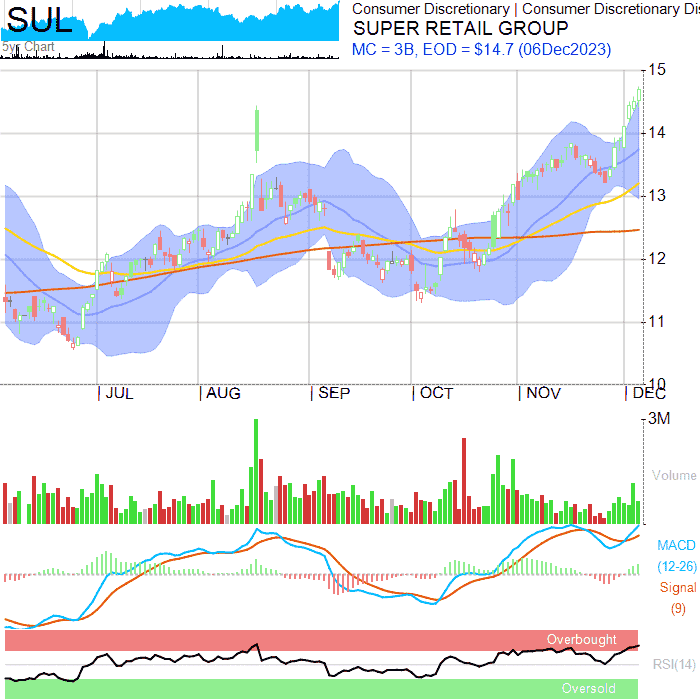 SUL
5yr Chart
Consumer Discretionary | Consumer Discretionary Dis
SUPER RETAIL GROUP
MC = 3B, EOD = $14.7 (06Dec2023)
15
14
13
12
11
10
JUL AUG SEP OCT NOV DEC
3M
Volume
MACD
(12-26)
Signal
(9)
Overbought
RSI(14)
Oversold